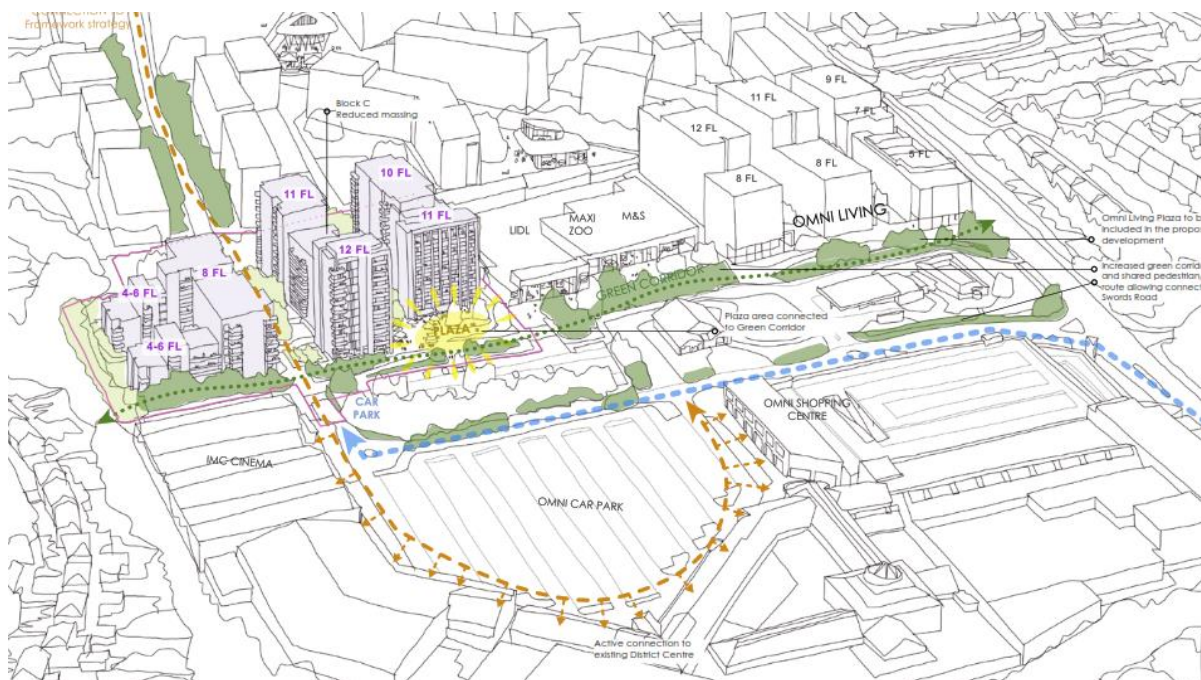 Framework strategy
Block C
Reduced massing
9 FL
11 FL
7 FL
12 FL
5 FL
8 FL
8 FL
10 FL
11 FL
11 FL
12 FL
8 FL
4-6 FL
4-6 FL
LIDL
MAXI
ZOO
M&S
OMNI LIVING
Omni Living Plaza to b
included in the propo
development
Increased green corrid
and shared pedestrian
route allowing connect
Swords Road
GREEN CORRIDOR
Plaza area connected
to Green Corridor
PLAZA
CAR
PARK
OMNI SHOPPING
CENTRE
IMC CINEMA
OMNI CAR PARK
Active connection to
existing District Centre